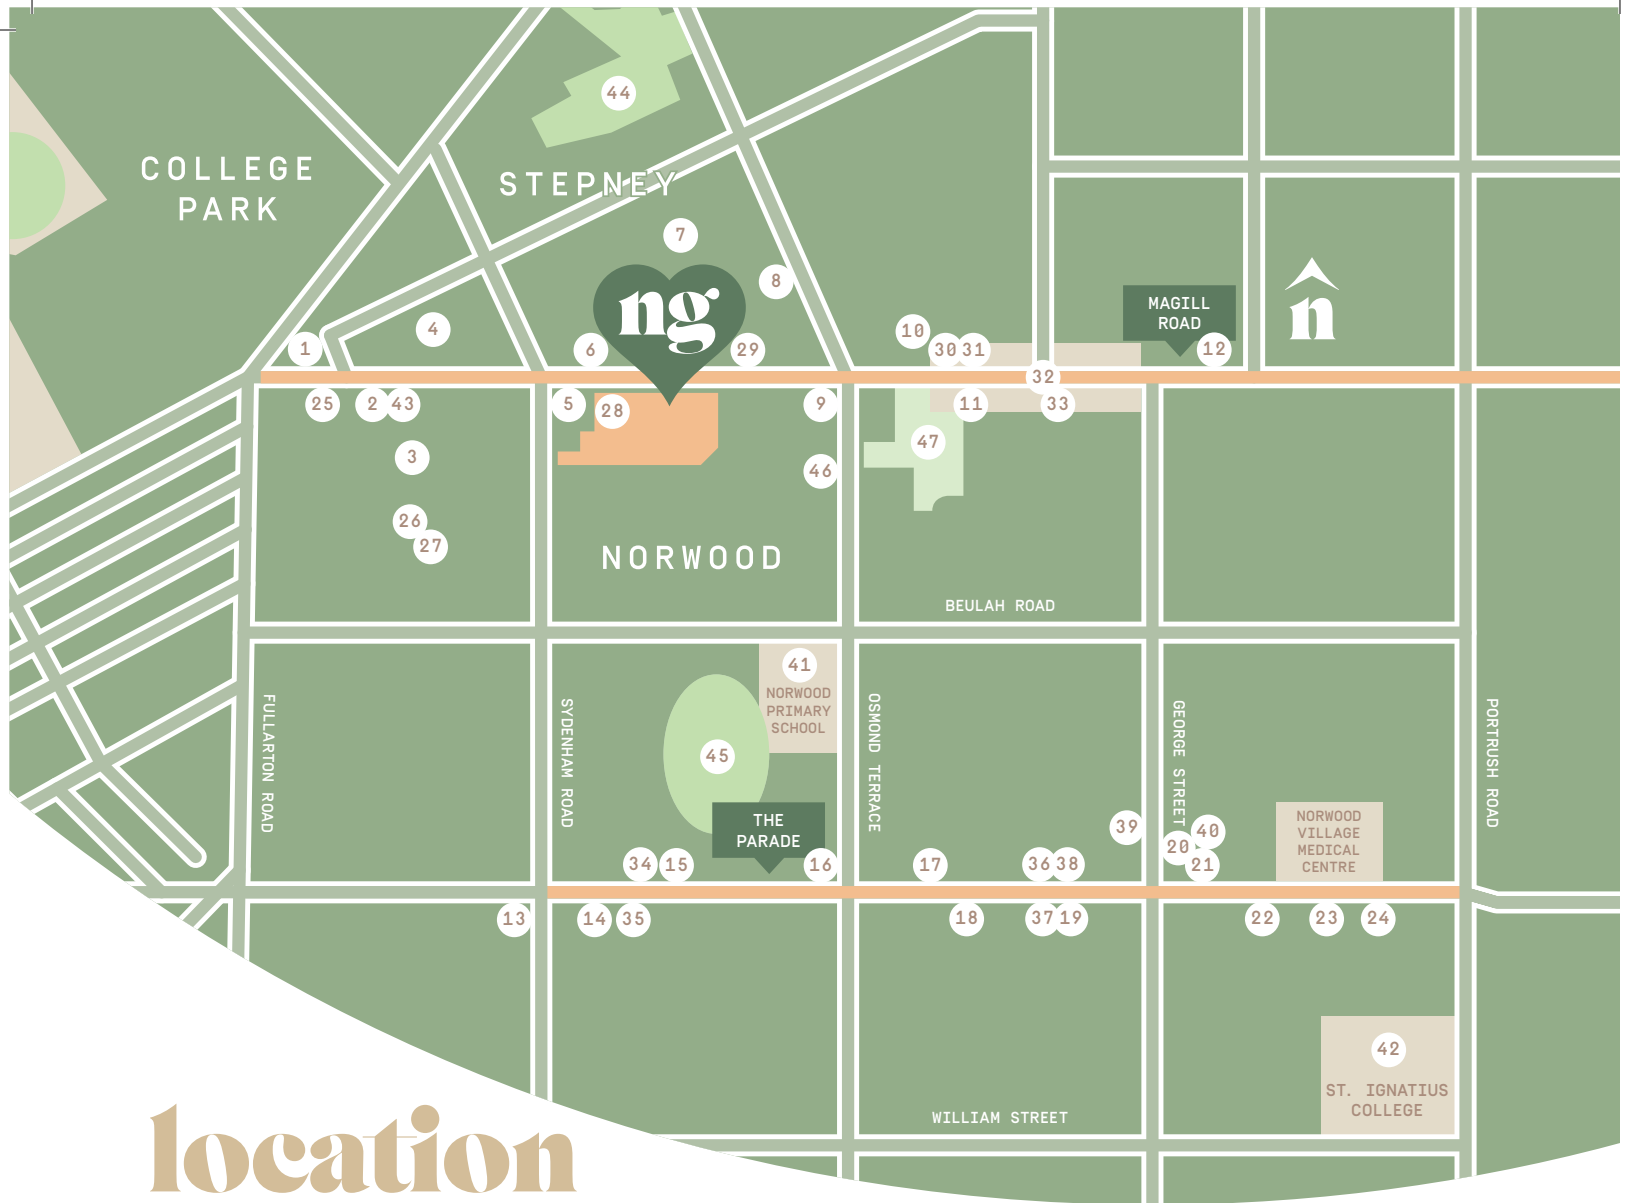 44
COLLEGE
PARK
STEPNEY
7
8
ng
MAGILL
ROAD
n
1
4
6
29
10
30
31
12
32
25
2
43
5
28
9
11
33
3
47
46
26
27
NORWOOD
BEULAH ROAD
41
NORWOOD
PRIMARY
SCHOOL
FULLARTON ROAD
SYDENHAM ROAD
45
OSMOND TERRACE
GEORGE STREET
PORTRUSH ROAD
THE
PARADE
39
40
20
21
NORWOOD
VILLAGE
MEDICAL
CENTRE
34
15
16
17
36
38
13
14
35
18
37
19
22
23
24
42
ST. IGNATIUS
COLLEGE
WILLIAM STREET
location